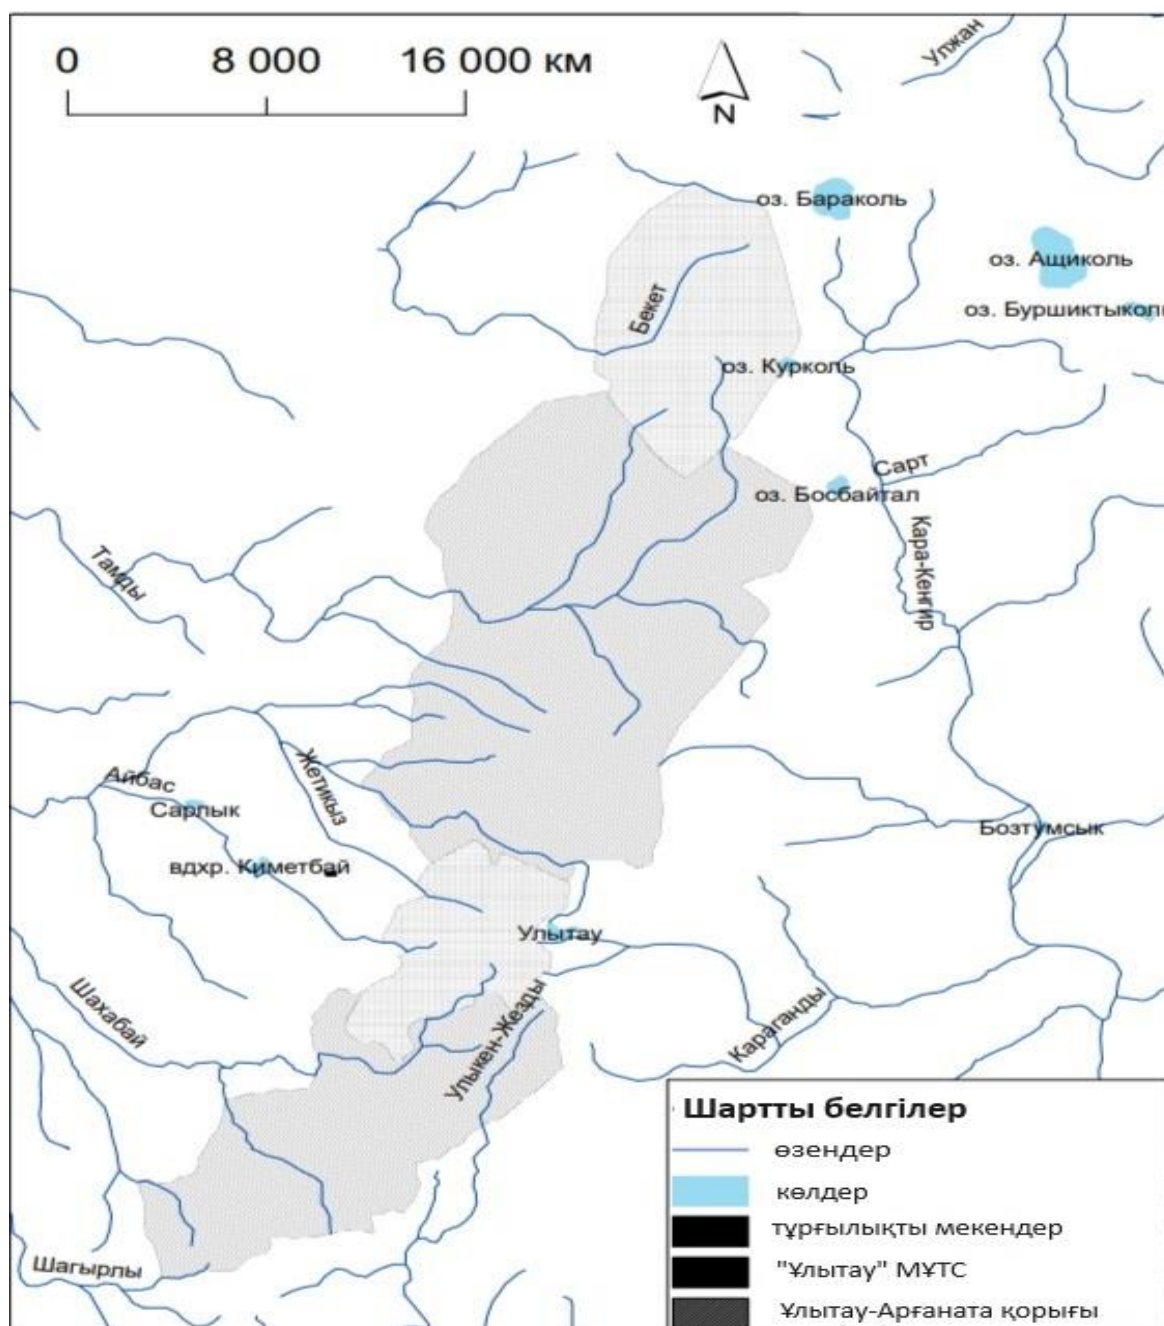 0 8 000 16 000 км
N
Улжан
оз. Бараколь
оз. Ащиколь
оз. Буршиктыколь
Бекет
оз. Курколь
Сарт
оз. Босбайтал
Кара-Кенгир
Тамды
Айбас
Жетикыз
Сарлык
Бозтумсык
вдхр. Киметбай
Улытау
Шахабай
Улыкен-Жезды
Караганды
Шагырлы
Шартты белгілер
өзендер
көлдер
тұрғылықты мекендер
"Ұлытау" МҰТС
Ұлытау-Арғаната қорығы